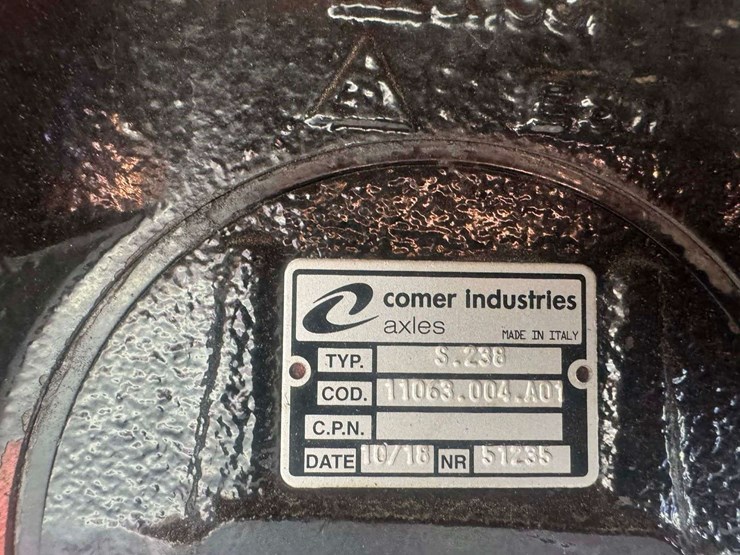 comer industries
axles
MADE IN ITALY
TYP. S.238
COD. 11063.004.A01
C.P.N.
DATE 10/18 NR 51235